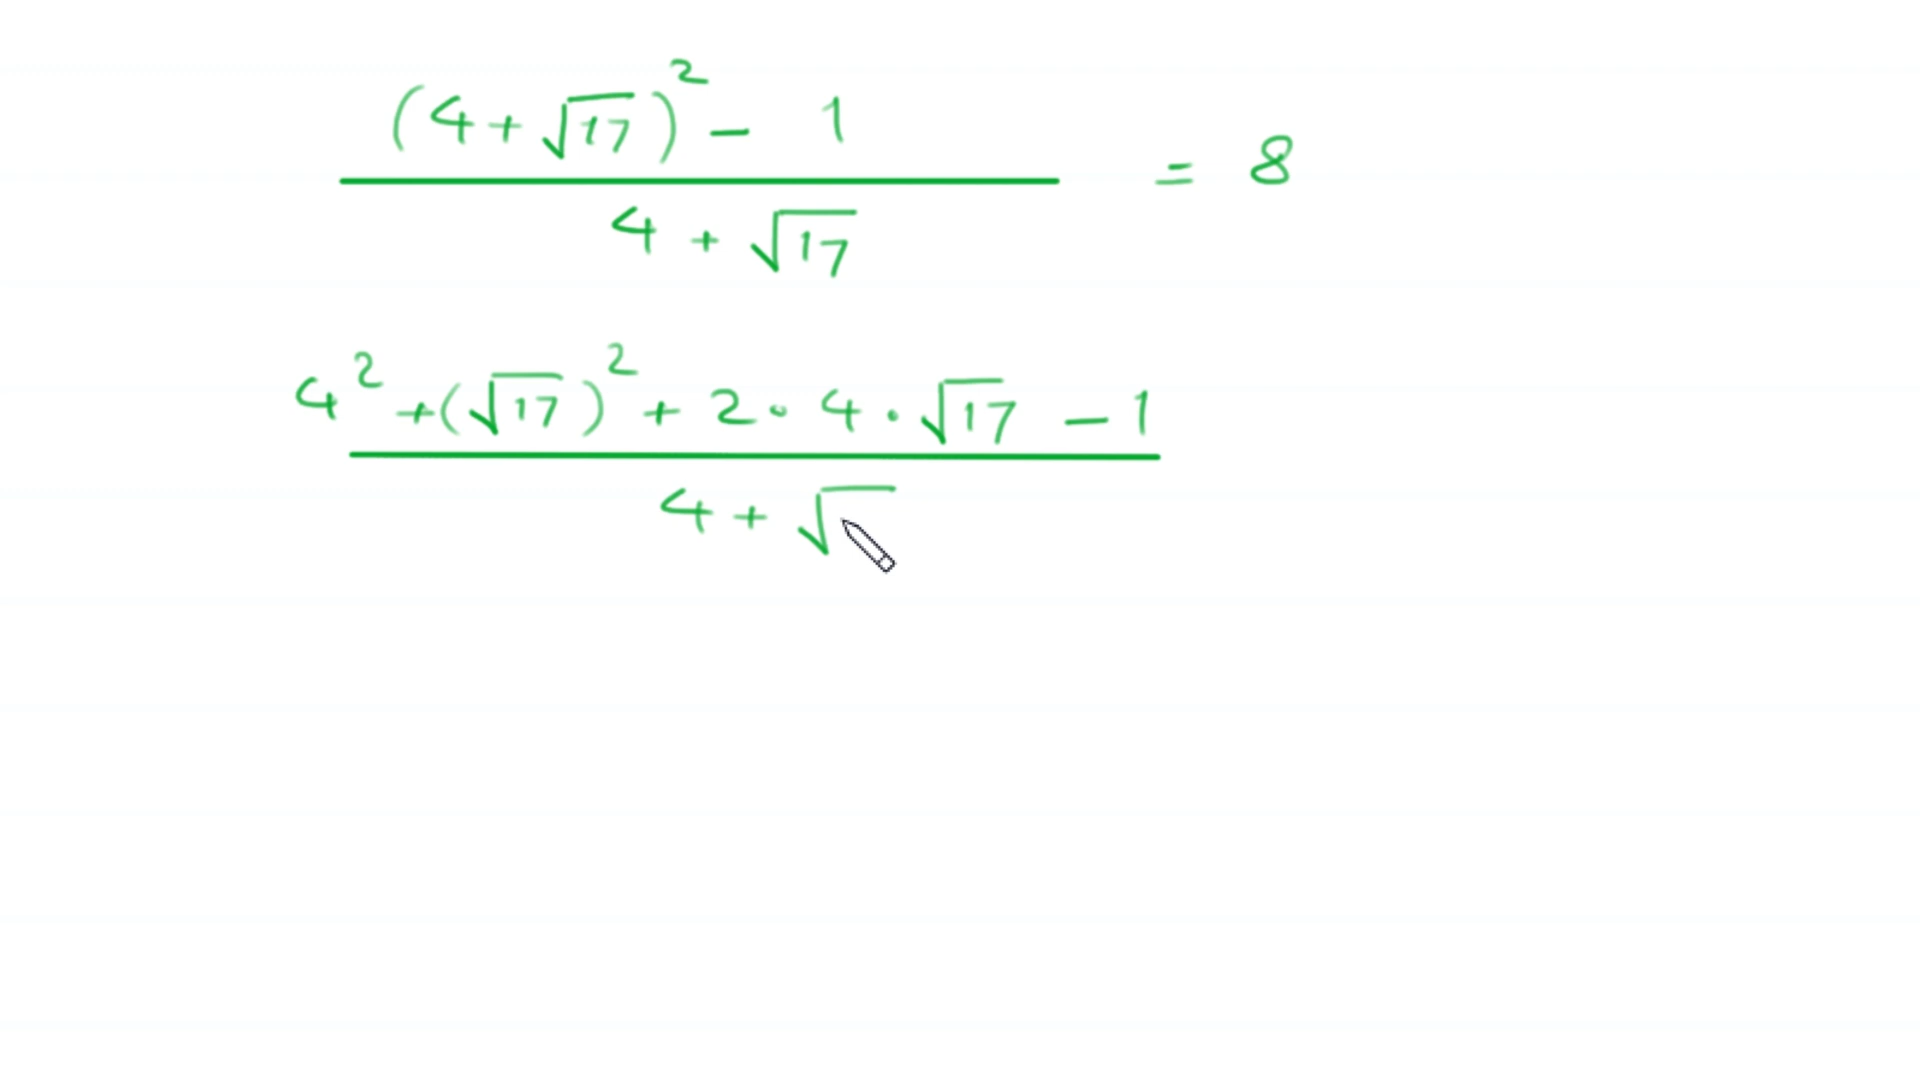 (4 + √17)² - 1
= 8
4 + √17
4² + (√17)² + 2 · 4 · √17 - 1
4 + √